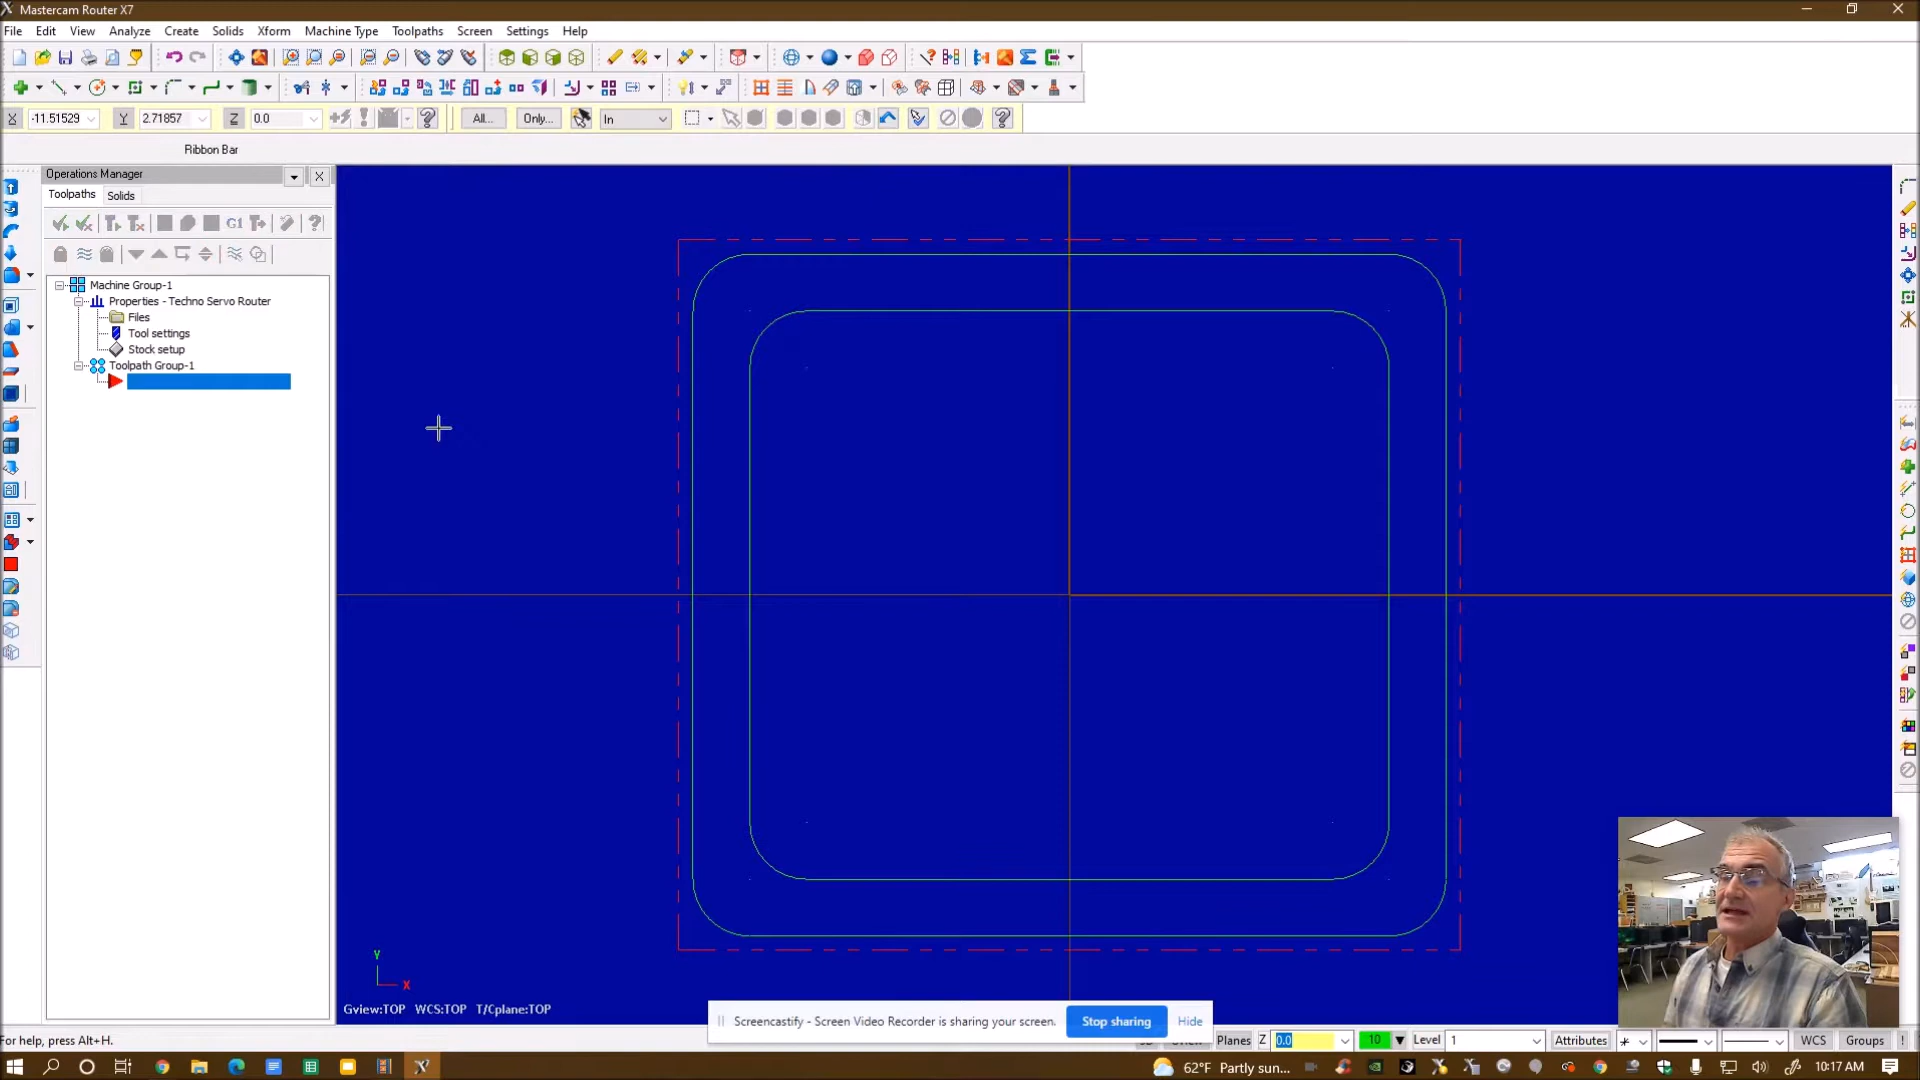 Mastercam Router X7
File Edit View Analyze Create Solids Xform Machine Type Toolpaths Screen Settings Help
X -11.51529 Y 2.71857 Z 0.0 All... Only... In
Ribbon Bar
Operations Manager
Toolpaths Solids
G1
Machine Group-1
Properties - Techno Servo Router
Files
Tool settings
Stock setup
Toolpath Group-1
Y
X
Gview:TOP WCS:TOP T/Cplane:TOP
Screencastify - Screen Video Recorder is sharing your screen. Stop sharing Hide
For help, press Alt+H.
Planes Z 0.0 10 Level 1 Attributes WCS Groups
62°F Partly sun... 10:17 AM